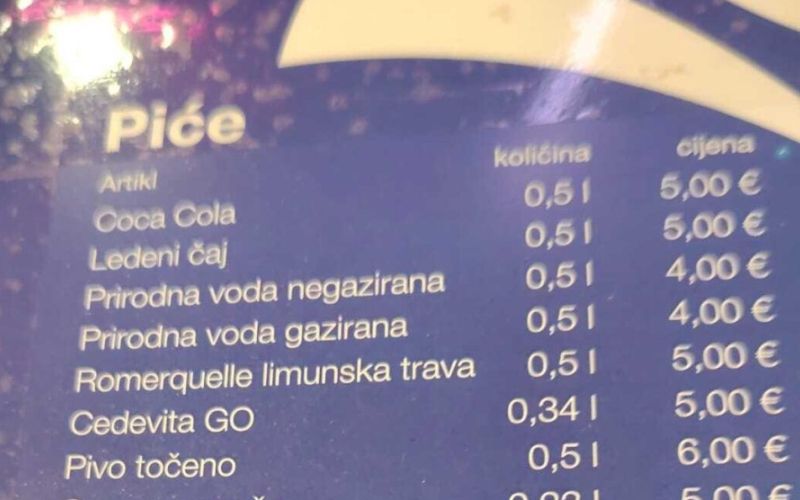 Piće
Artikl količina cijena
Coca Cola 0,5 l 5,00 €
Ledeni čaj 0,5 l 5,00 €
Prirodna voda negazirana 0,5 l 4,00 €
Prirodna voda gazirana 0,5 l 4,00 €
Romerquelle limunska trava 0,5 l 5,00 €
Cedevita GO 0,34 l 5,00 €
Pivo točeno 0,5 l 6,00 €
5,00 €